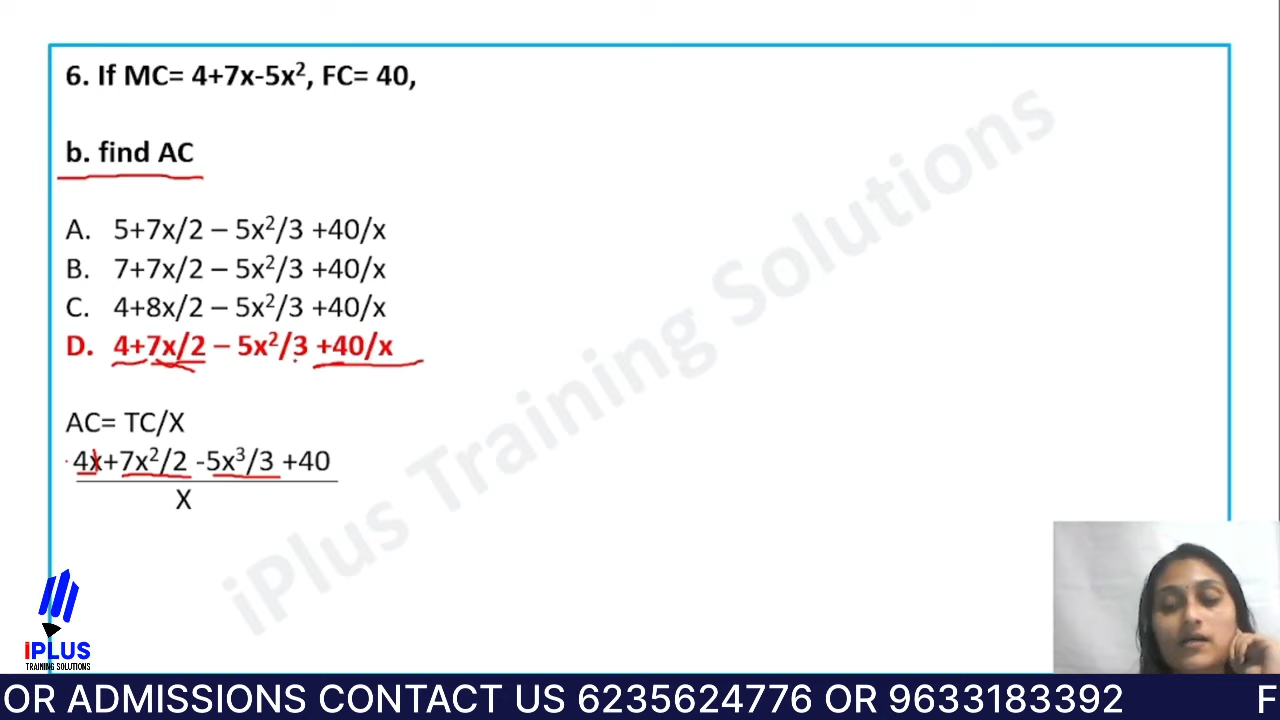 6. If MC= 4+7x-5x², FC= 40,
b. find AC
A. 5+7x/2 – 5x²/3 +40/x
B. 7+7x/2 – 5x²/3 +40/x
C. 4+8x/2 – 5x²/3 +40/x
D. 4+7x/2 – 5x²/3 +40/x
AC= TC/X
4x+7x²/2 -5x³/3 +40
X
iPlus Training Solutions
iPLUS
TRAINING SOLUTIONS
OR ADMISSIONS CONTACT US 6235624776 OR 9633183392 F